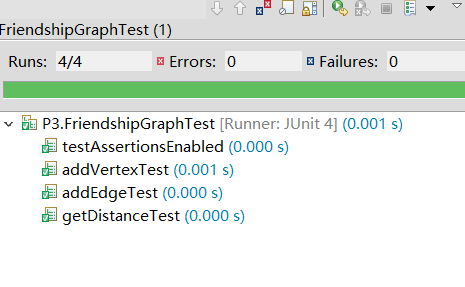 FriendshipGraphTest (1)
Runs: 4/4 Errors: 0 Failures: 0
P3.FriendshipGraphTest [Runner: JUnit 4] (0.001 s)
testAssertionsEnabled (0.000 s)
addVertexTest (0.001 s)
addEdgeTest (0.000 s)
getDistanceTest (0.000 s)